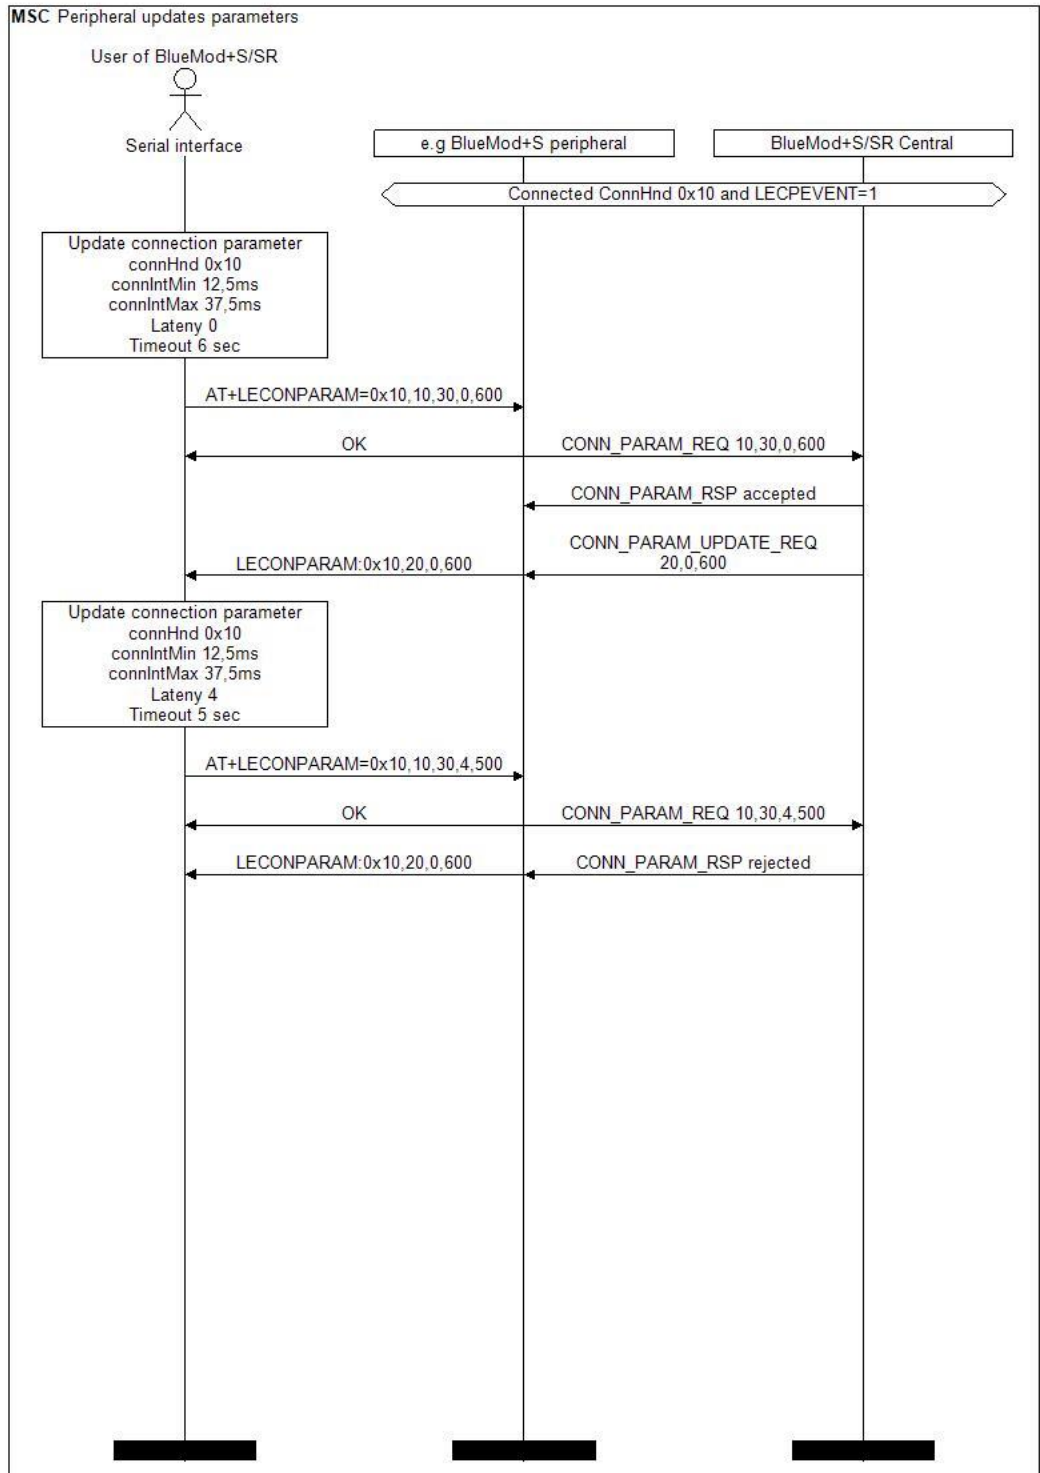 MSC Peripheral updates parameters
User of BlueMod+S/SR
Serial interface
e.g BlueMod+S peripheral
BlueMod+S/SR Central
Connected ConnHnd 0x10 and LECPEVENT=1
Update connection parameter
connHnd 0x10
connIntMin 12,5ms
connIntMax 37,5ms
Lateny 0
Timeout 6 sec
AT+LECONPARAM=0x10,10,30,0,600
OK
CONN_PARAM_REQ 10,30,0,600
CONN_PARAM_RSP accepted
CONN_PARAM_UPDATE_REQ
20,0,600
LECONPARAM:0x10,20,0,600
Update connection parameter
connHnd 0x10
connIntMin 12,5ms
connIntMax 37,5ms
Lateny 4
Timeout 5 sec
AT+LECONPARAM=0x10,10,30,4,500
OK
CONN_PARAM_REQ 10,30,4,500
LECONPARAM:0x10,20,0,600
CONN_PARAM_RSP rejected